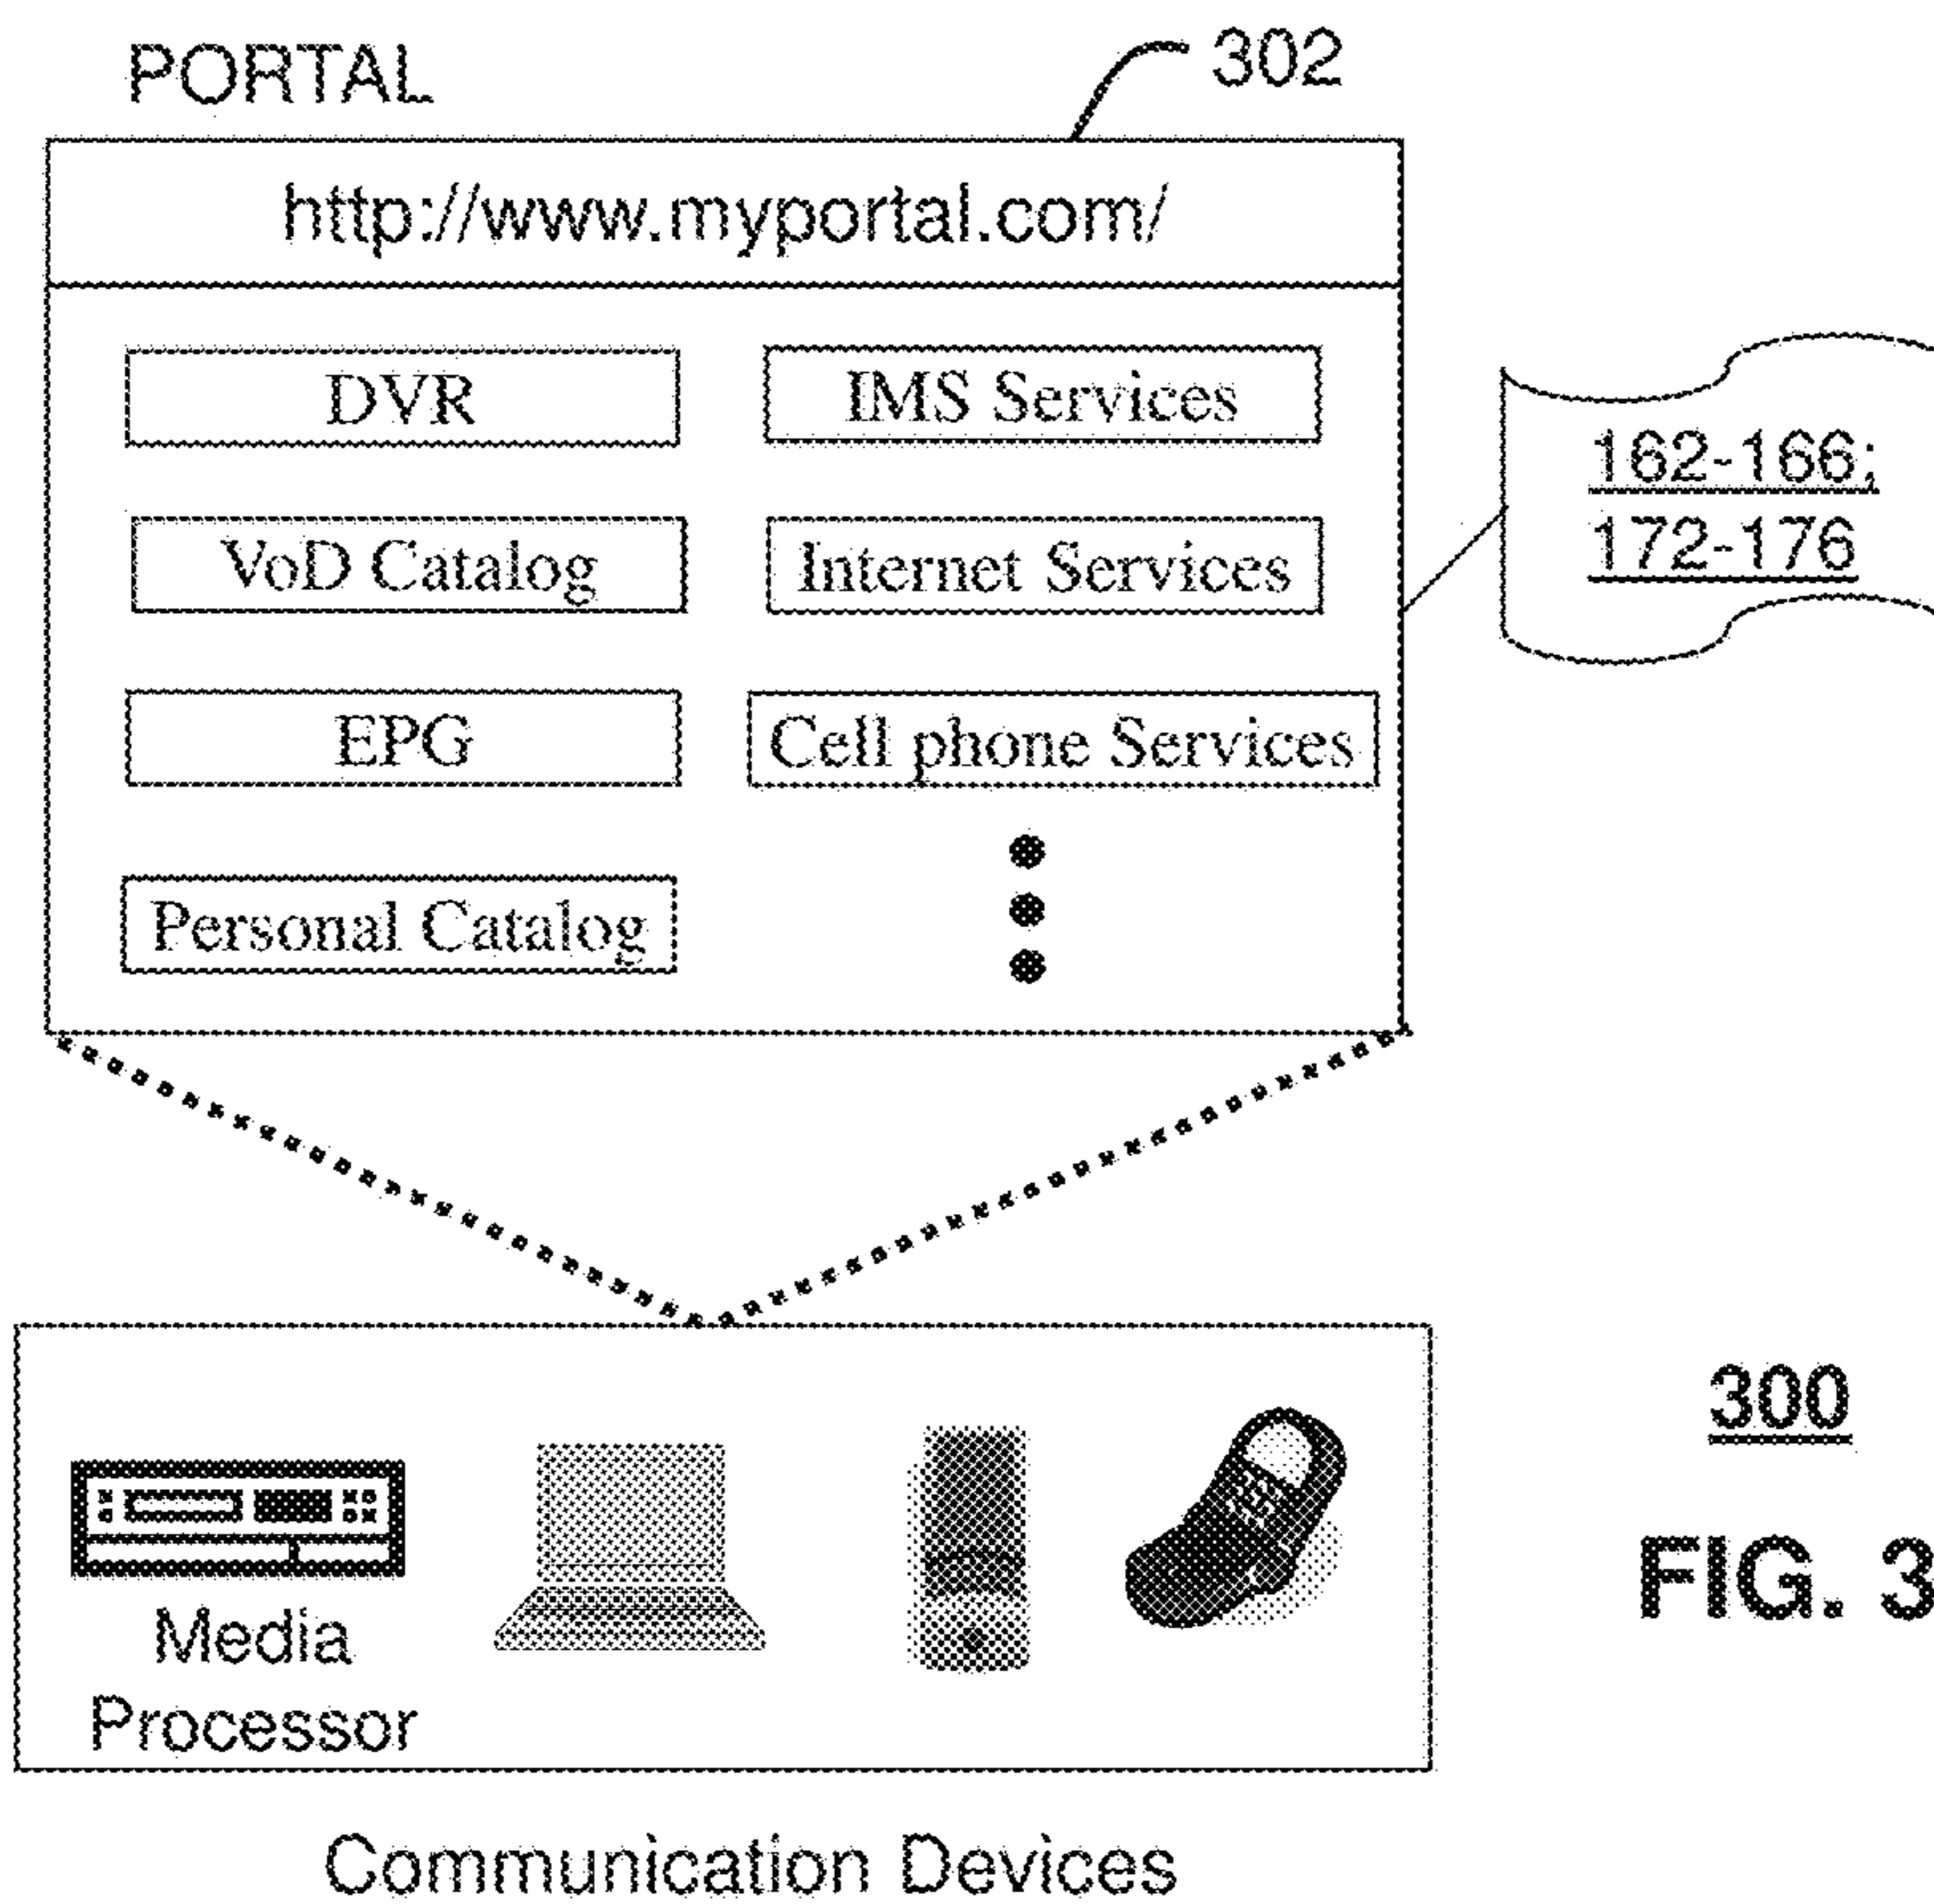 PORTAL
302
http://www.myportal.com/
DVR
IMS Services
VoD Catalog
Internet Services
EPG
Cell phone Services
Personal Catalog
162-166;
172-176
Media
Processor
Communication Devices
300
FIG. 3